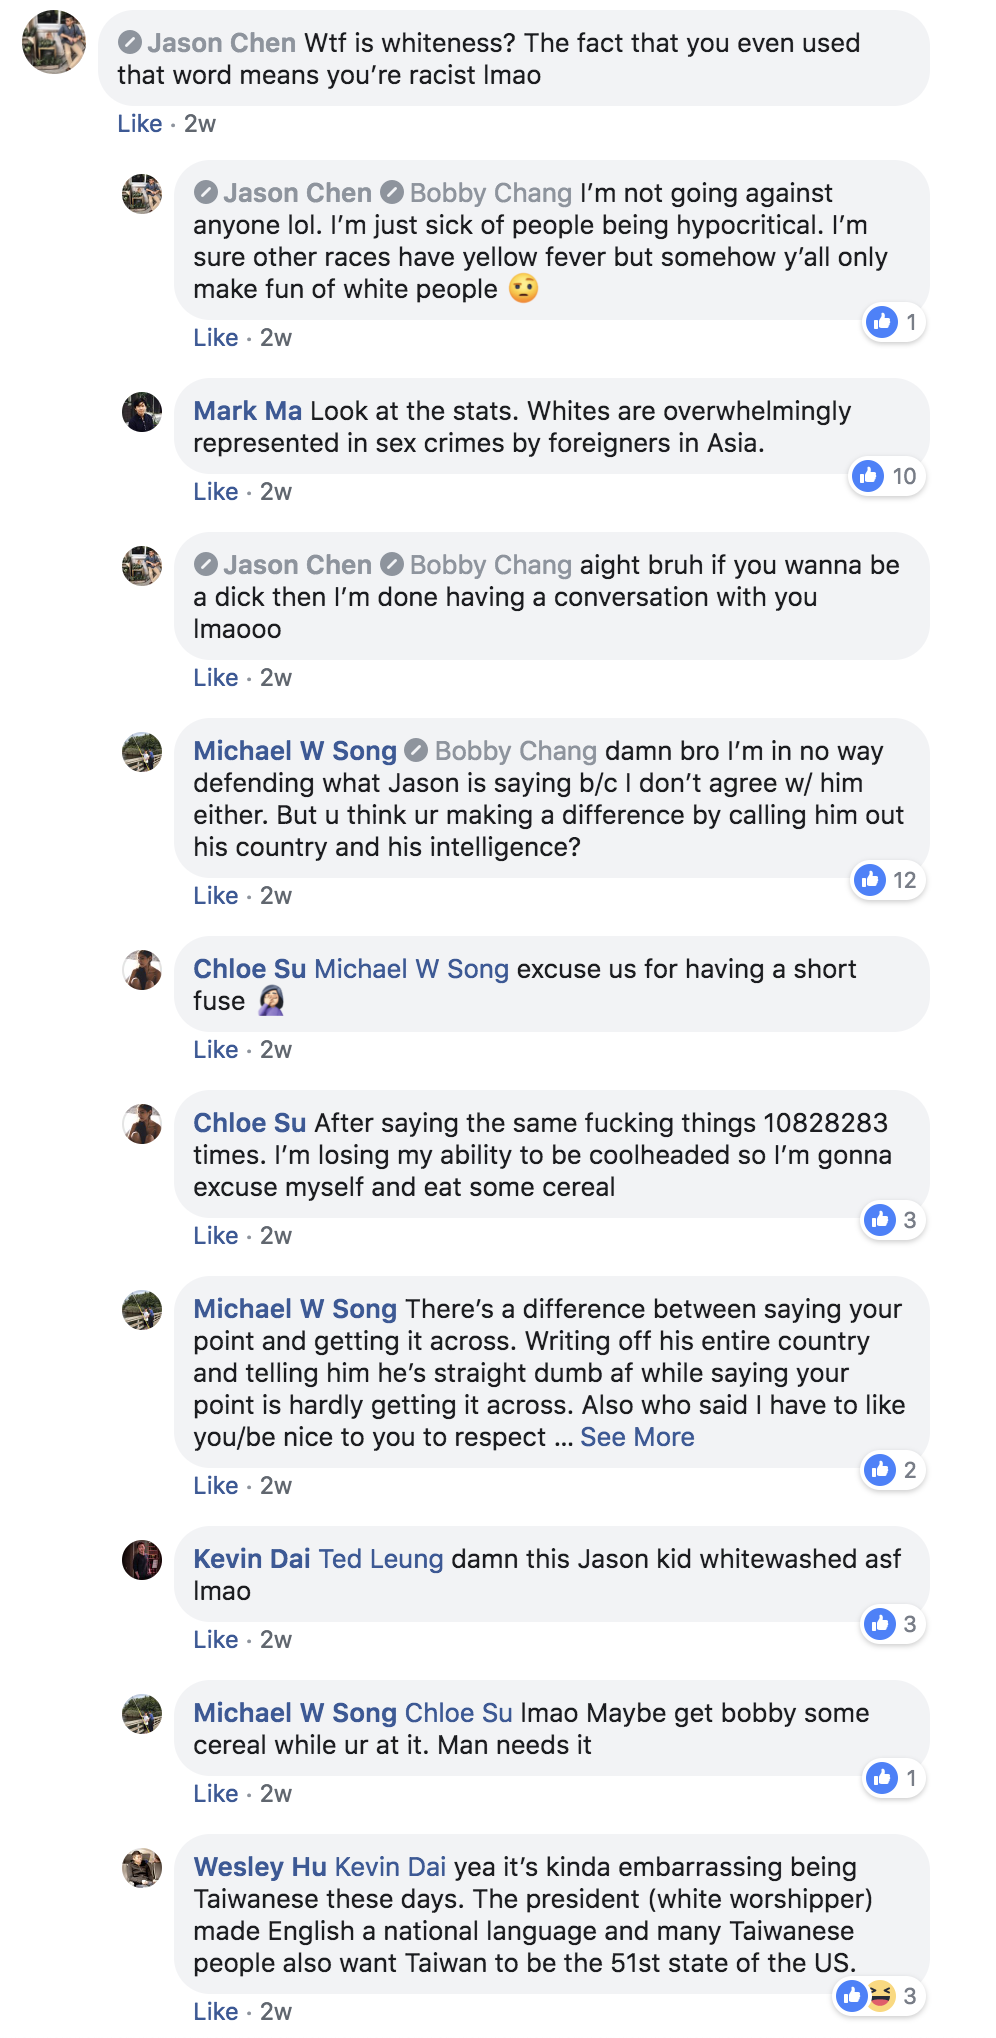 Jason Chen Wtf is whiteness? The fact that you even used
that word means you're racist lmao
Like · 2w
Jason Chen Bobby Chang I'm not going against
anyone lol. I'm just sick of people being hypocritical. I'm
sure other races have yellow fever but somehow y'all only
make fun of white people 🤨
1
Like · 2w
Mark Ma Look at the stats. Whites are overwhelmingly
represented in sex crimes by foreigners in Asia.
10
Like · 2w
Jason Chen Bobby Chang aight bruh if you wanna be
a dick then I'm done having a conversation with you
lmaooo
Like · 2w
Michael W Song Bobby Chang damn bro I'm in no way
defending what Jason is saying b/c I don't agree w/ him
either. But u think ur making a difference by calling him out
his country and his intelligence?
12
Like · 2w
Chloe Su Michael W Song excuse us for having a short
fuse 🤦🏻‍♀️
Like · 2w
Chloe Su After saying the same fucking things 10828283
times. I'm losing my ability to be coolheaded so I'm gonna
excuse myself and eat some cereal
3
Like · 2w
Michael W Song There's a difference between saying your
point and getting it across. Writing off his entire country
and telling him he's straight dumb af while saying your
point is hardly getting it across. Also who said I have to like
you/be nice to you to respect ... See More
2
Like · 2w
Kevin Dai Ted Leung damn this Jason kid whitewashed asf
lmao
3
Like · 2w
Michael W Song Chloe Su lmao Maybe get bobby some
cereal while ur at it. Man needs it
1
Like · 2w
Wesley Hu Kevin Dai yea it's kinda embarrassing being
Taiwanese these days. The president (white worshipper)
made English a national language and many Taiwanese
people also want Taiwan to be the 51st state of the US.
3
Like · 2w